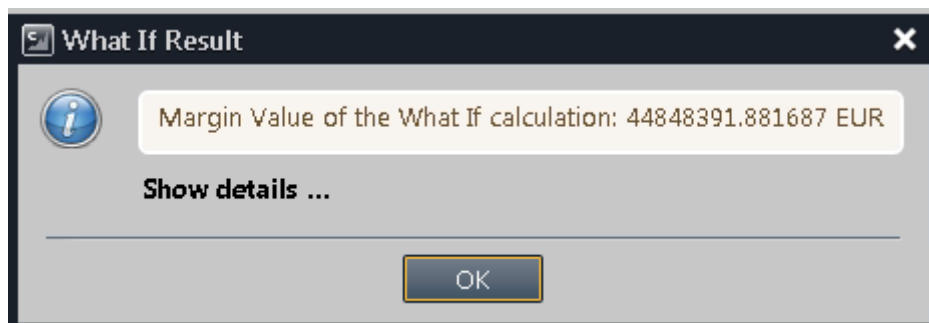 What If Result
Margin Value of the What If calculation: 44848391.881687 EUR
Show details ...
OK